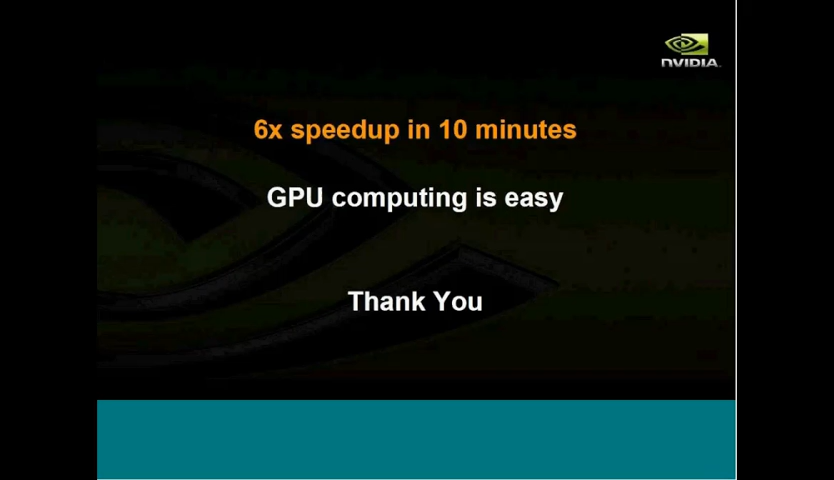 NVIDIA.
6x speedup in 10 minutes
GPU computing is easy
Thank You